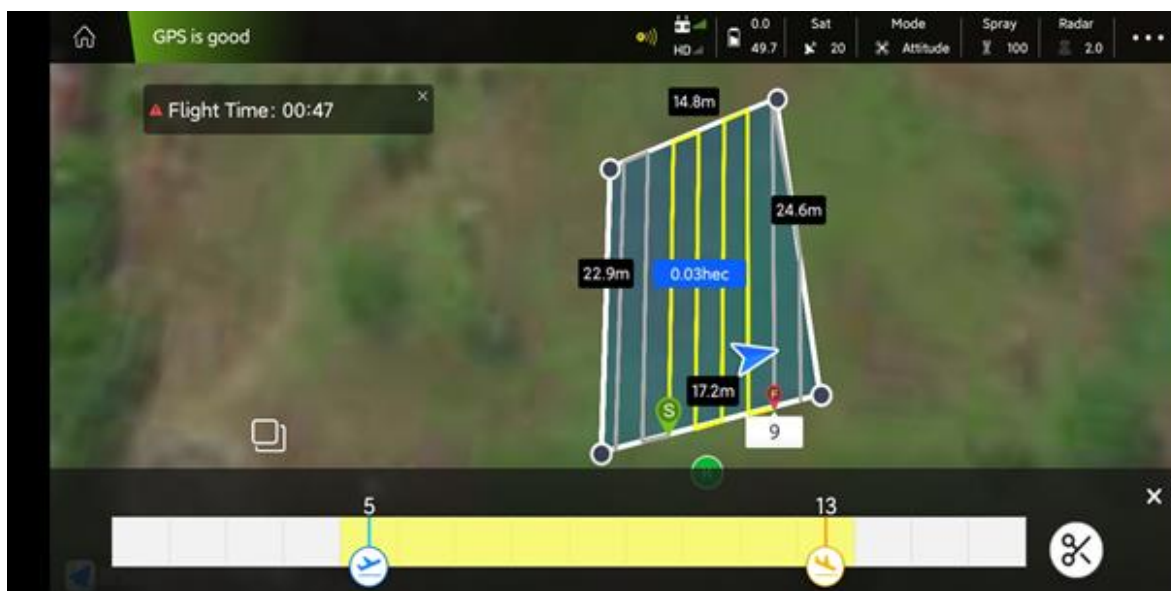 GPS is good
HD
0.0
49.7
Sat
20
Mode
Attitude
Spray
100
Radar
2.0
Flight Time: 00:47
14.8m
24.6m
22.9m
0.03hec
17.2m
S
F
9
5
13